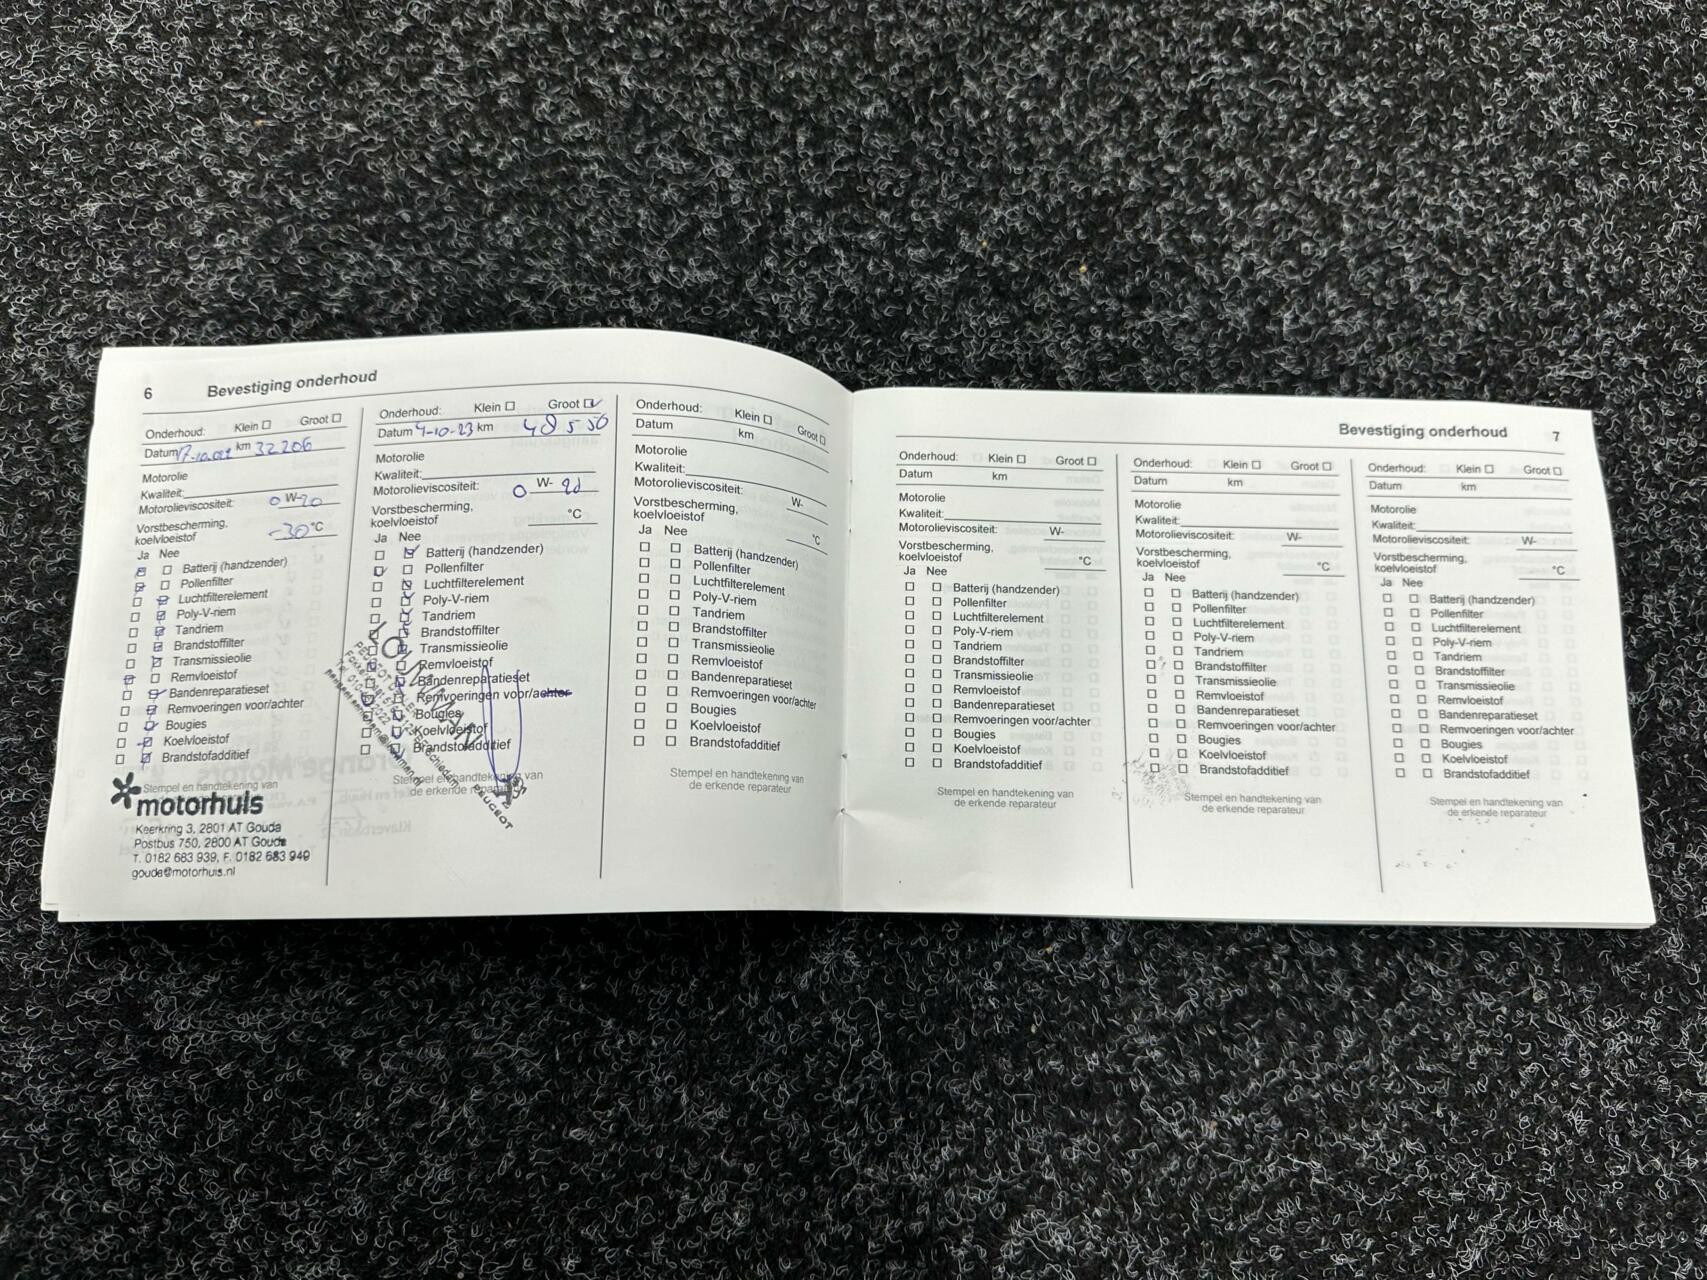 6 Bevestiging onderhoud
Onderhoud: Klein Groot
Datum km 32206
Motorolie
Kwaliteit:
Motorolieviscositeit: 0 W-20
Vorstbescherming,
koelvloeistof -30 °C
Ja Nee
Batterij (handzender)
Pollenfilter
Luchtfilterelement
Poly-V-riem
Tandriem
Brandstoffilter
Transmissieolie
Remvloeistof
Bandenreparatieset
Remvoeringen voor/achter
Bougies
Koelvloeistof
Brandstofadditief
Stempel en handtekening van
motorhuis
Keerkring 3, 2801 AT Gouda
Postbus 750, 2800 AT Gouda
T. 0182 683 939, F. 0182 683 949
gouda@motorhuis.nl
Onderhoud: Klein Groot
Datum 4-10-23 km 48550
Motorolie
Kwaliteit:
Motorolieviscositeit: 0 W-20
Vorstbescherming,
koelvloeistof °C
Ja Nee
Batterij (handzender)
Pollenfilter
Luchtfilterelement
Poly-V-riem
Tandriem
Brandstoffilter
Transmissieolie
Remvloeistof
Bandenreparatieset
Remvoeringen voor/achter
Bougies
Koelvloeistof
Brandstofadditief
Stempel en handtekening van
de erkende reparateur
PEUGEOT
Onderhoud: Klein Groot
Datum km
Motorolie
Kwaliteit:
Motorolieviscositeit: W-
Vorstbescherming,
koelvloeistof °C
Ja Nee
Batterij (handzender)
Pollenfilter
Luchtfilterelement
Poly-V-riem
Tandriem
Brandstoffilter
Transmissieolie
Remvloeistof
Bandenreparatieset
Remvoeringen voor/achter
Bougies
Koelvloeistof
Brandstofadditief
Stempel en handtekening van
de erkende reparateur
Bevestiging onderhoud 7
Onderhoud: Klein Groot
Datum km
Motorolie
Kwaliteit:
Motorolieviscositeit: W-
Vorstbescherming,
koelvloeistof °C
Ja Nee
Batterij (handzender)
Pollenfilter
Luchtfilterelement
Poly-V-riem
Tandriem
Brandstoffilter
Transmissieolie
Remvloeistof
Bandenreparatieset
Remvoeringen voor/achter
Bougies
Koelvloeistof
Brandstofadditief
Stempel en handtekening van
de erkende reparateur
Onderhoud: Klein Groot
Datum km
Motorolie
Kwaliteit:
Motorolieviscositeit: W-
Vorstbescherming,
koelvloeistof °C
Ja Nee
Batterij (handzender)
Pollenfilter
Luchtfilterelement
Poly-V-riem
Tandriem
Brandstoffilter
Transmissieolie
Remvloeistof
Bandenreparatieset
Remvoeringen voor/achter
Bougies
Koelvloeistof
Brandstofadditief
Stempel en handtekening van
de erkende reparateur
Onderhoud: Klein Groot
Datum km
Motorolie
Kwaliteit:
Motorolieviscositeit: W-
Vorstbescherming,
koelvloeistof °C
Ja Nee
Batterij (handzender)
Pollenfilter
Luchtfilterelement
Poly-V-riem
Tandriem
Brandstoffilter
Transmissieolie
Remvloeistof
Bandenreparatieset
Remvoeringen voor/achter
Bougies
Koelvloeistof
Brandstofadditief
Stempel en handtekening van
de erkende reparateur